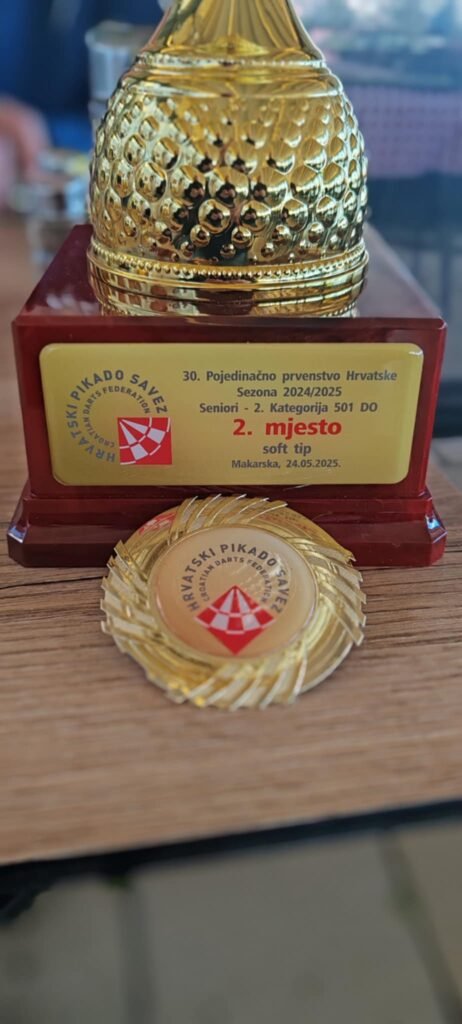 HRVATSKI PIKADO SAVEZ
CROATIAN DARTS FEDERATION
30. Pojedinačno prvenstvo Hrvatske
Sezona 2024/2025
Seniori - 2. Kategorija 501 DO
2. mjesto
soft tip
Makarska, 24.05.2025.
HRVATSKI PIKADO SAVEZ
CROATIAN DARTS FEDERATION